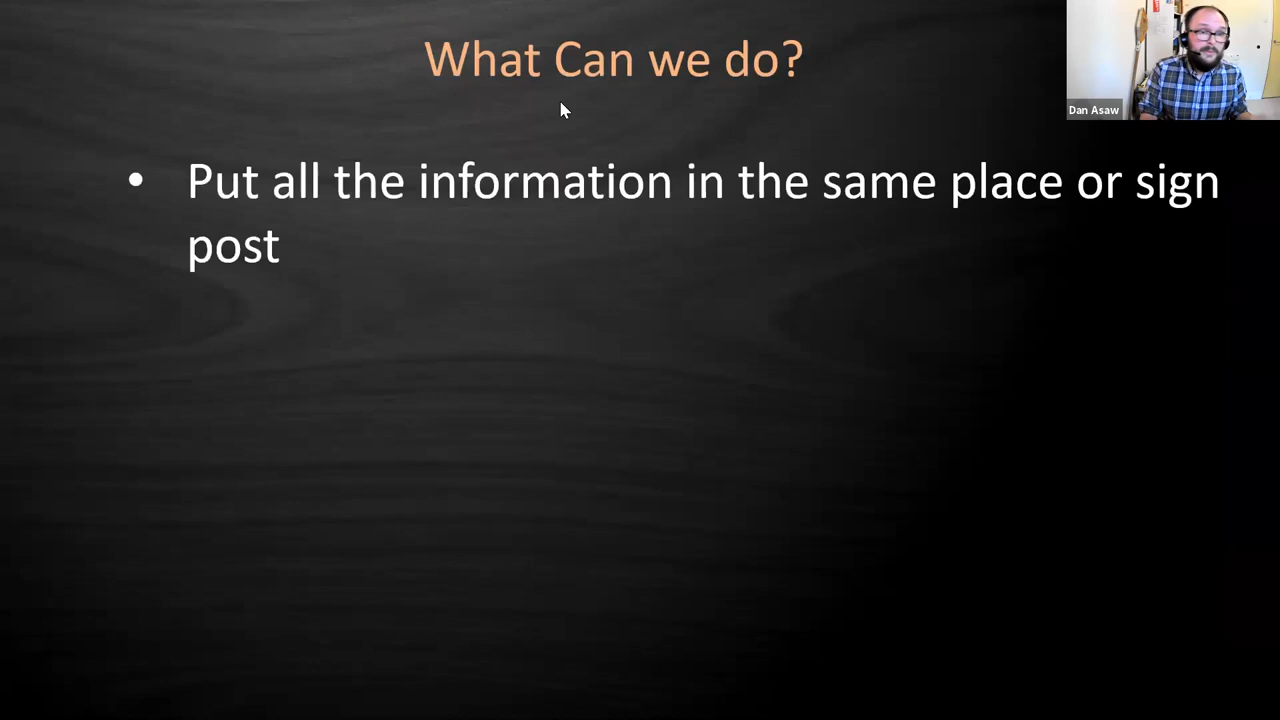 What Can we do?
Dan Asaw
• Put all the information in the same place or sign
post